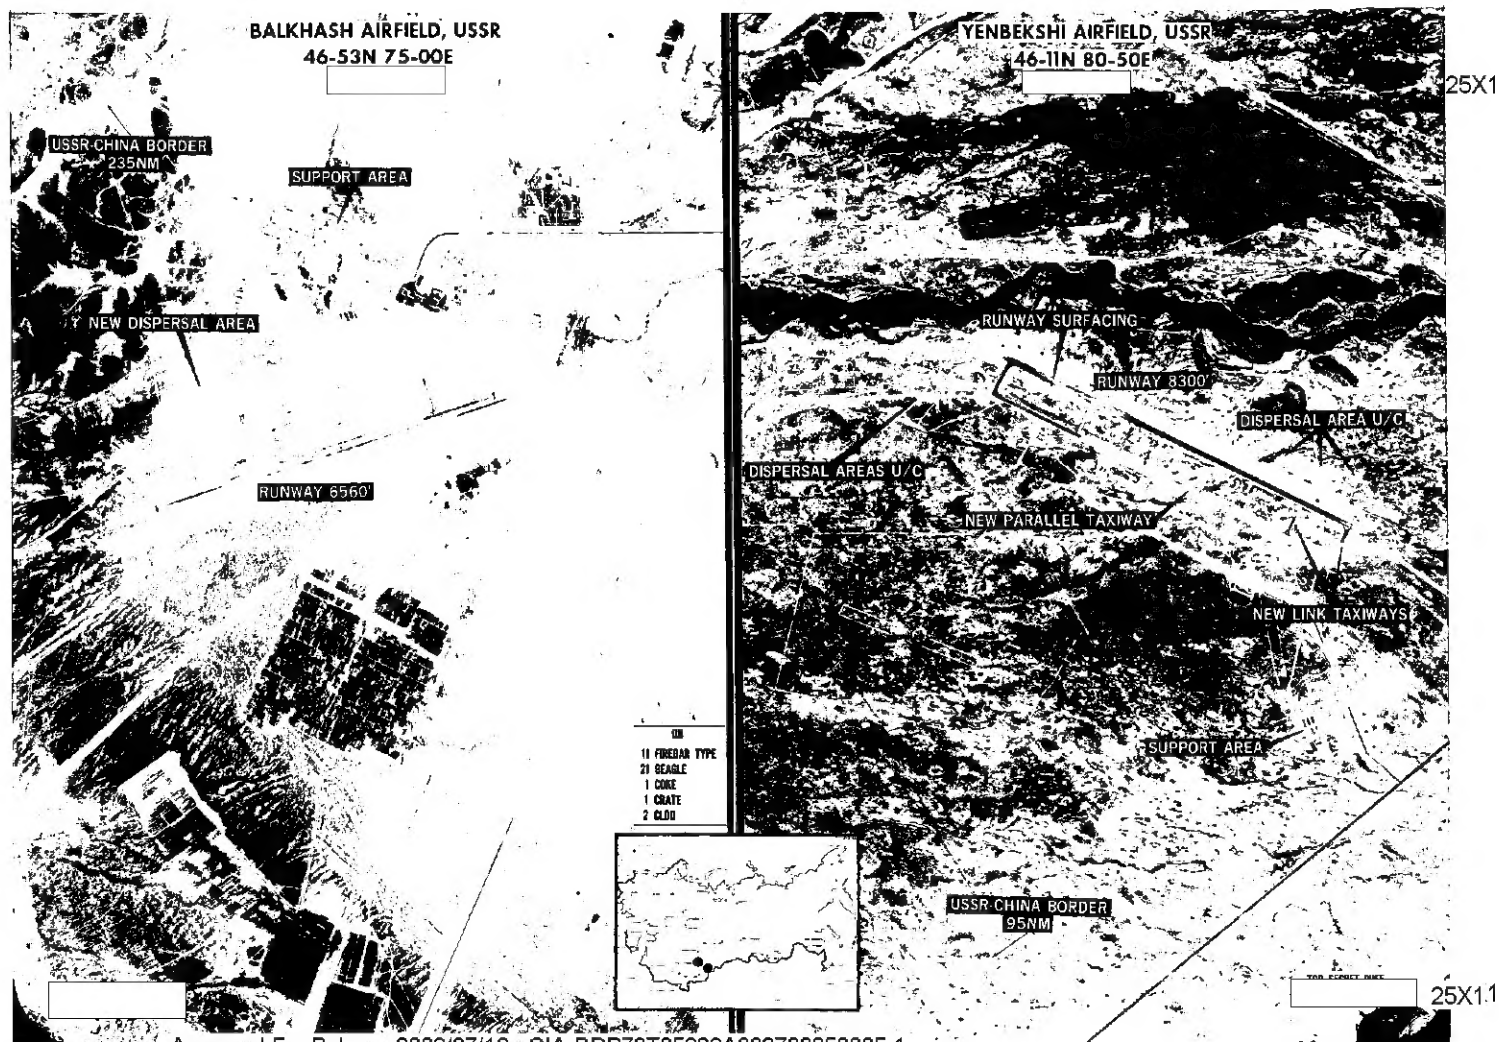 BALKHASH AIRFIELD, USSR
46-53N 75-00E
USSR-CHINA BORDER
235NM
SUPPORT AREA
NEW DISPERSAL AREA
RUNWAY 6560'
11 FIREBAR TYPE
21 BEAGLE
1 COKE
1 CRATE
2 CLOD
YENBEKSHI AIRFIELD, USSR
46-11N 80-50E
25X1
RUNWAY SURFACING
RUNWAY 8300'
DISPERSAL AREA U/C
DISPERSAL AREAS U/C
NEW PARALLEL TAXIWAY
NEW LINK TAXIWAYS
SUPPORT AREA
USSR-CHINA BORDER
95NM
25X1.1